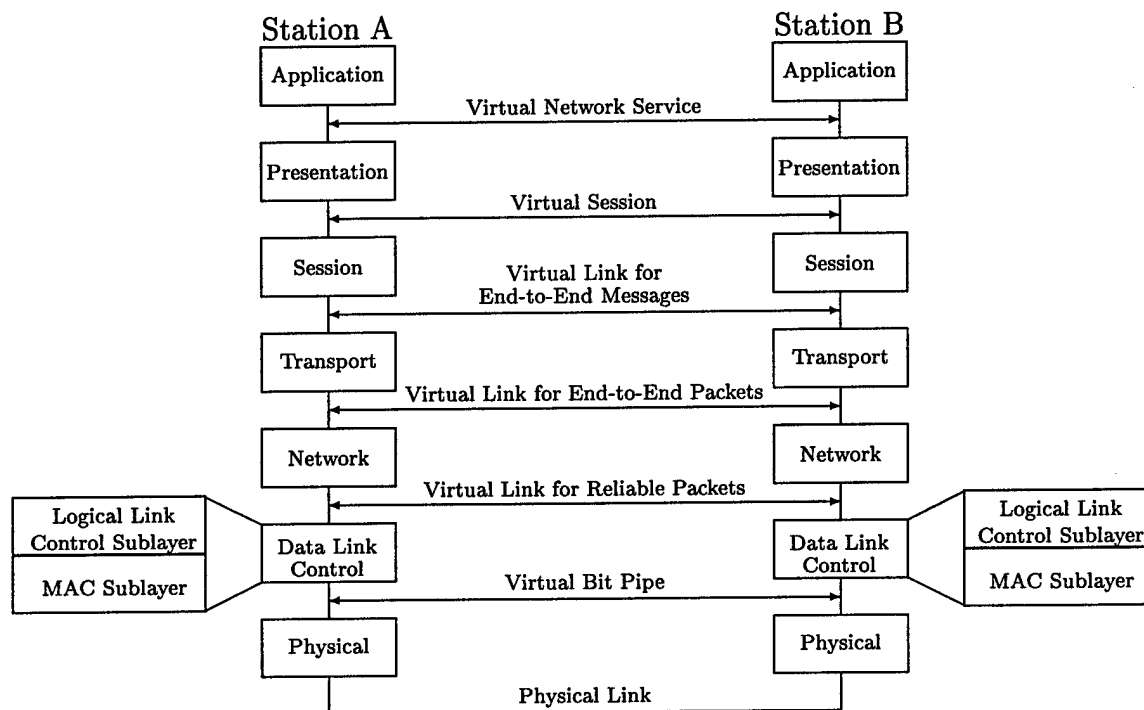 Station A
Station B
Application
Application
Virtual Network Service
Presentation
Presentation
Virtual Session
Session
Session
Virtual Link for
End-to-End Messages
Transport
Transport
Virtual Link for End-to-End Packets
Network
Network
Virtual Link for Reliable Packets
Logical Link
Control Sublayer
MAC Sublayer
Data Link
Control
Data Link
Control
Logical Link
Control Sublayer
MAC Sublayer
Virtual Bit Pipe
Physical
Physical
Physical Link